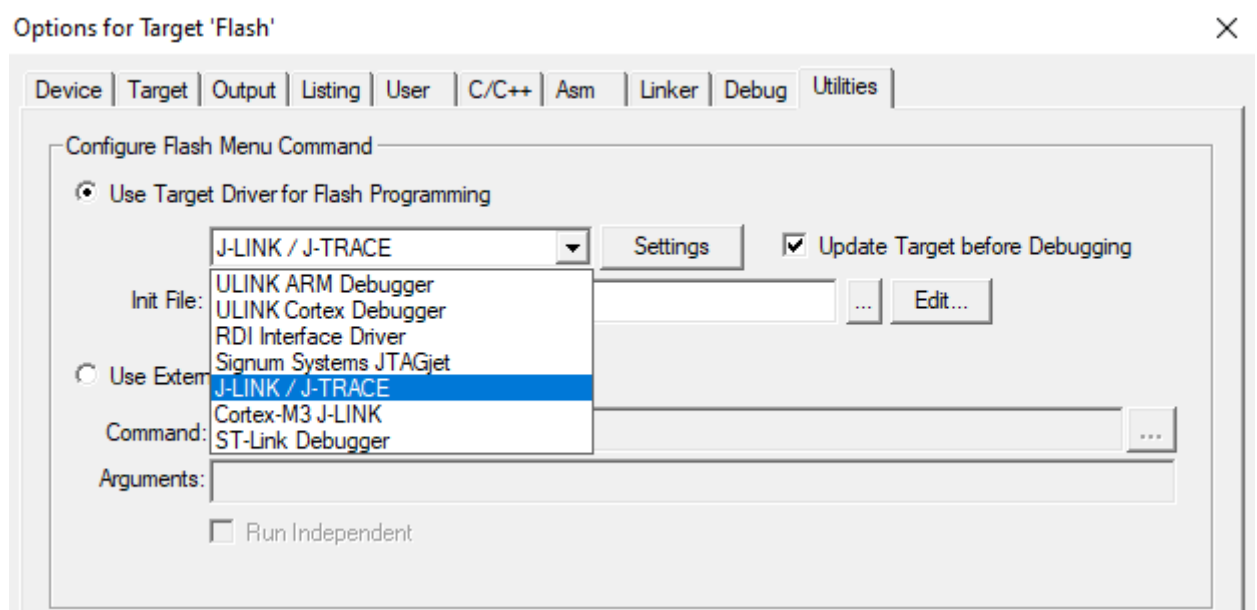 Options for Target 'Flash'
Device Target Output Listing User C/C++ Asm Linker Debug Utilities
Configure Flash Menu Command
Use Target Driver for Flash Programming
J-LINK / J-TRACE Settings Update Target before Debugging
ULINK ARM Debugger
Init File: ULINK Cortex Debugger ... Edit...
RDI Interface Driver
Signum Systems JTAGjet
Use Extern
J-LINK / J-TRACE
Cortex-M3 J-LINK
Command: ...
ST-Link Debugger
Arguments:
Run Independent